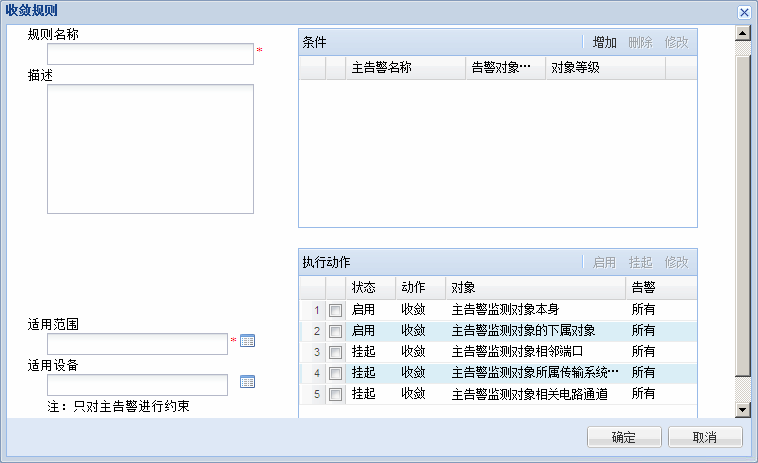 收敛规则
规则名称
*
描述
适用范围
*
适用设备
注：只对主告警进行约束
条件 增加 删除 修改
主告警名称 告警对象… 对象等级
执行动作 启用 挂起 修改
状态 动作 对象 告警
1 启用 收敛 主告警监测对象本身 所有
2 启用 收敛 主告警监测对象的下属对象 所有
3 挂起 收敛 主告警监测对象相邻端口 所有
4 挂起 收敛 主告警监测对象所属传输系统… 所有
5 挂起 收敛 主告警监测对象相关电路通道 所有
确定 取消